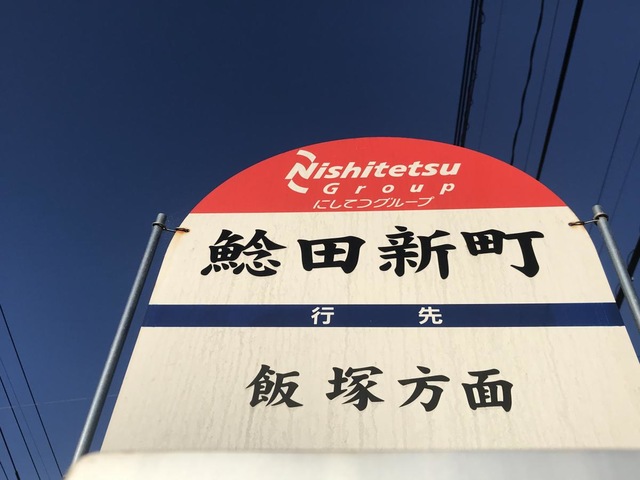 Nishitetsu
Group
にしてつグループ
鯰田新町
行先
飯塚方面